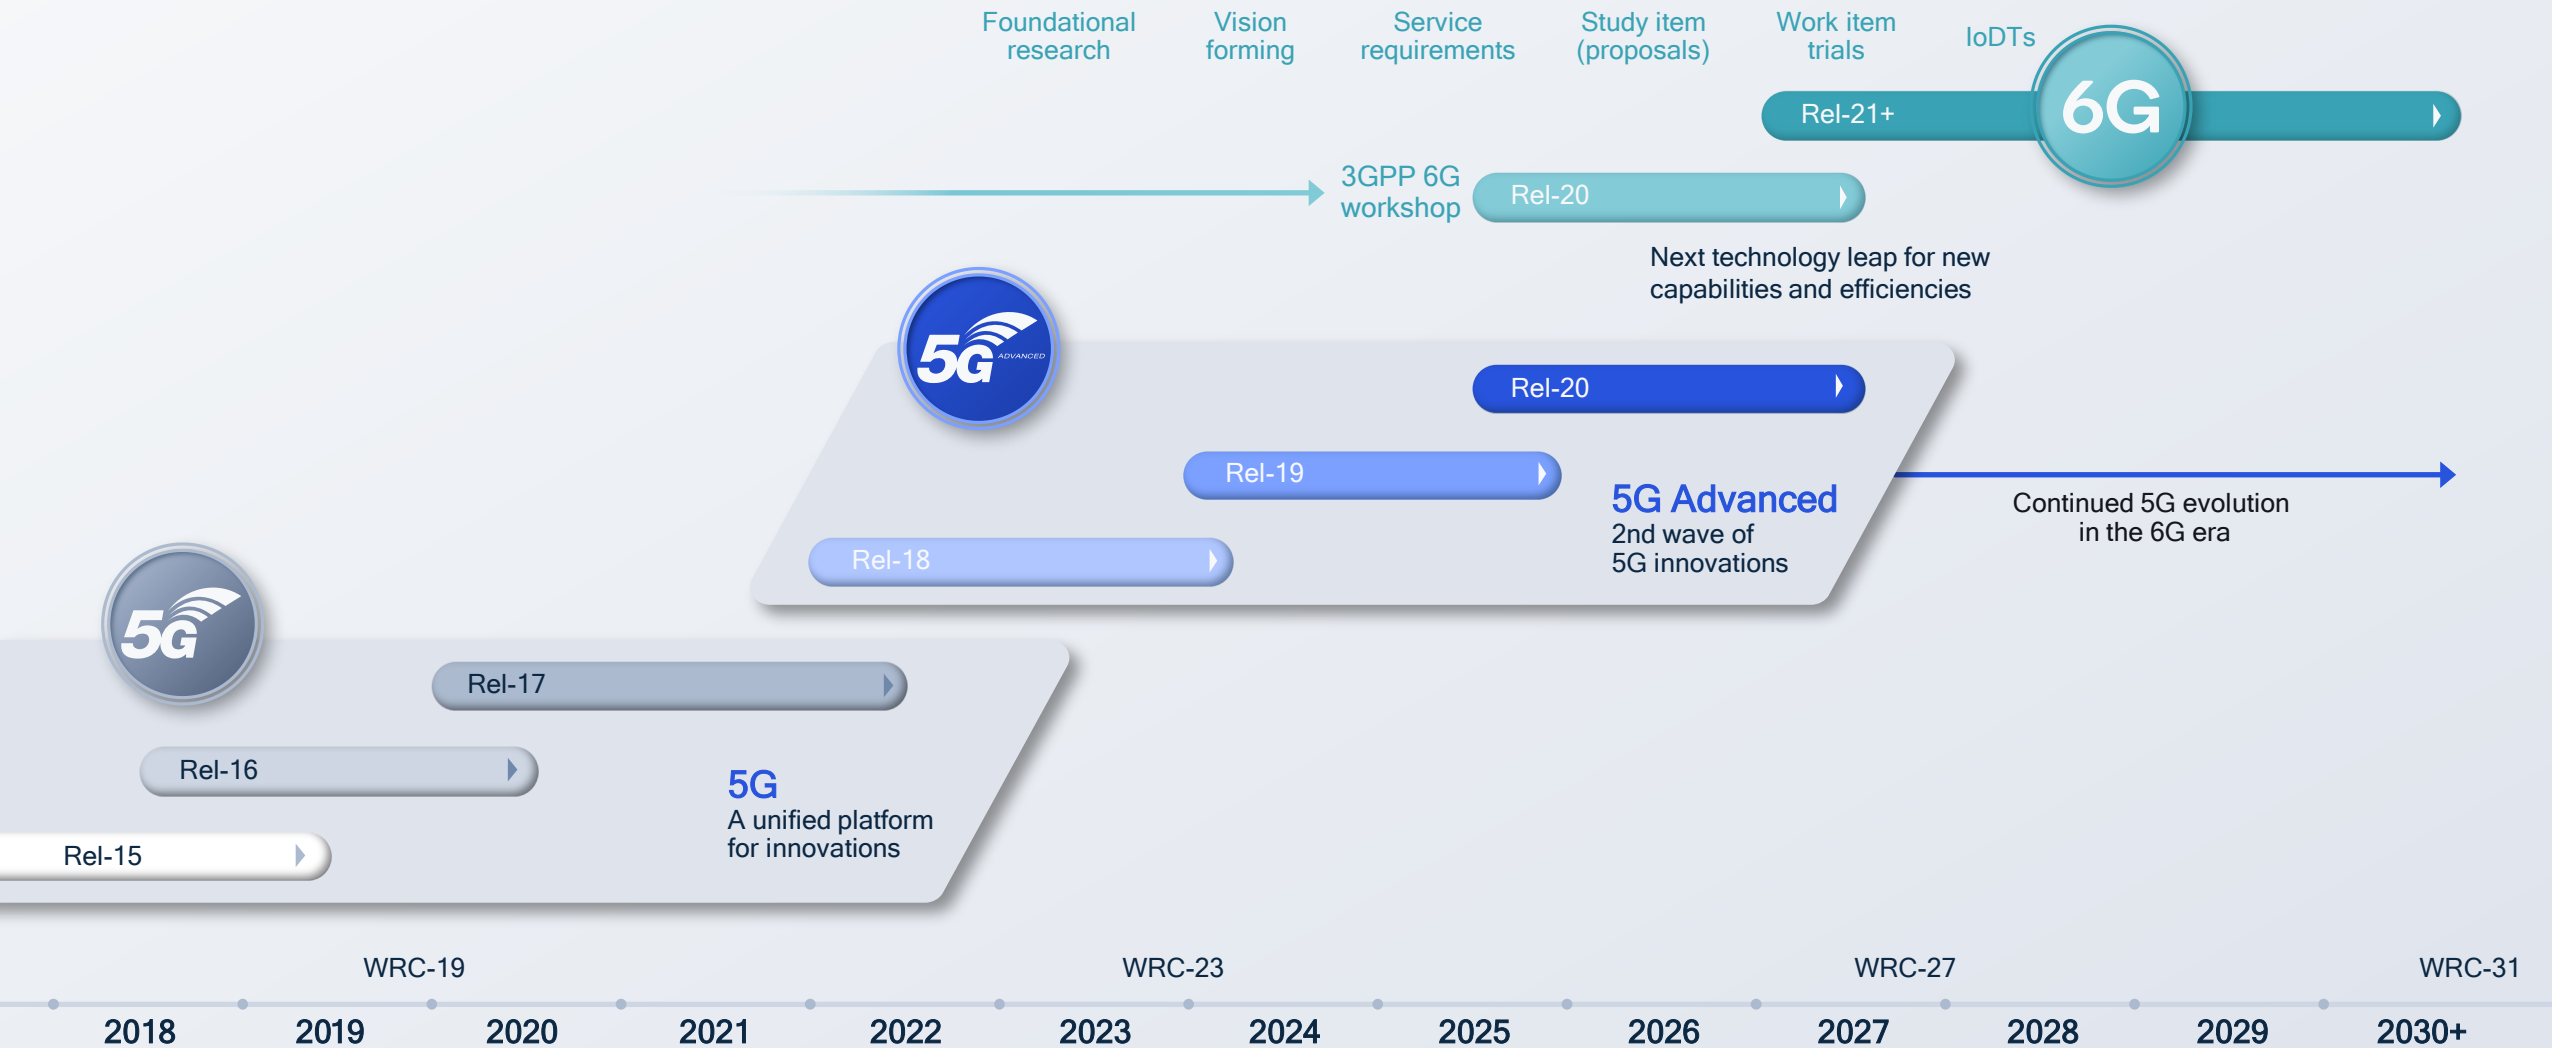 Foundational
research
Vision
forming
Service
requirements
Study item
(proposals)
Work item
trials
IoDTs
6G
Rel-21+
3GPP 6G
workshop
Rel-20
Next technology leap for new
capabilities and efficiencies
5G
ADVANCED
Rel-20
Rel-19
5G Advanced
2nd wave of
5G innovations
Continued 5G evolution
in the 6G era
Rel-18
5G
Rel-17
Rel-16
5G
A unified platform
for innovations
Rel-15
WRC-19
WRC-23
WRC-27
WRC-31
2018
2019
2020
2021
2022
2023
2024
2025
2026
2027
2028
2029
2030+